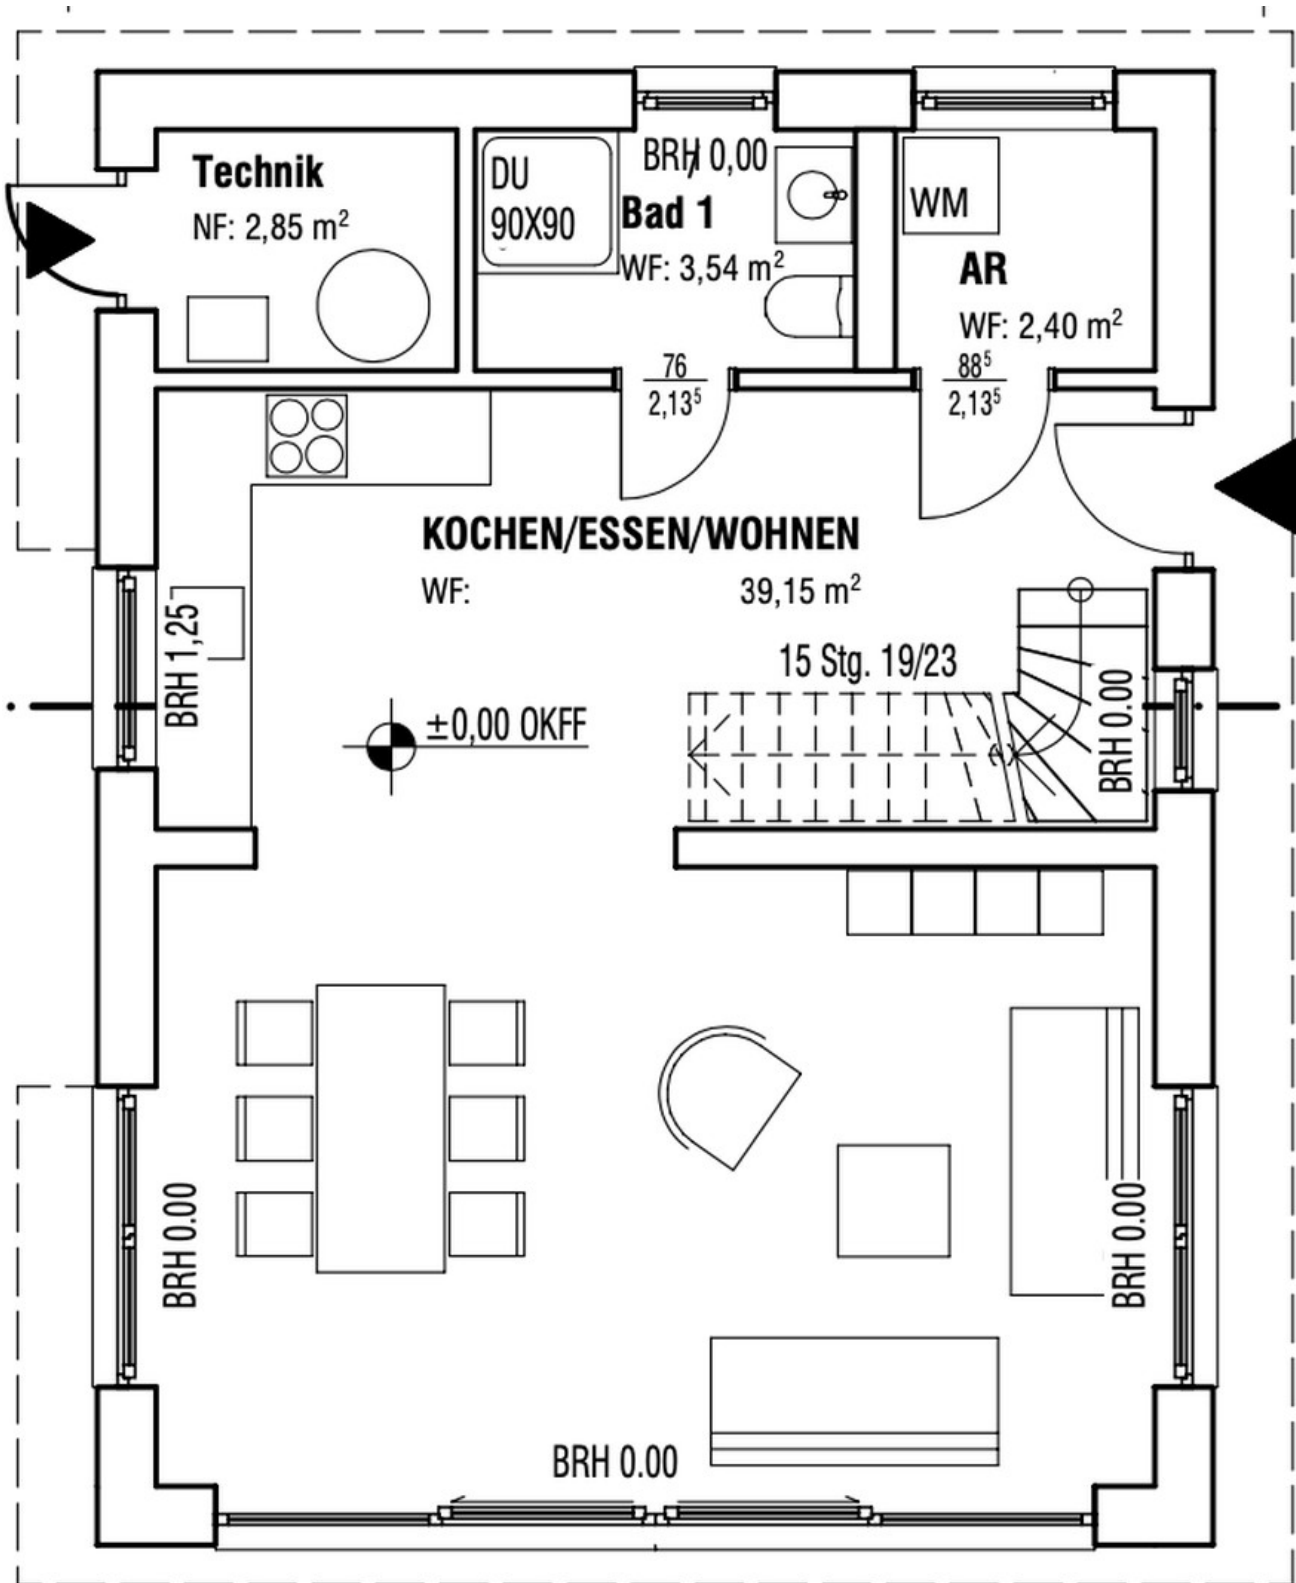 Technik
NF: 2,85 m²
DU
90X90
BRH 0,00
Bad 1
WF: 3,54 m²
WM
AR
WF: 2,40 m²
76
2,13⁵
88⁵
2,13⁵
KOCHEN/ESSEN/WOHNEN
WF: 39,15 m²
BRH 1,25
15 Stg. 19/23
BRH 0.00
±0,00 OKFF
BRH 0.00
BRH 0.00
BRH 0.00